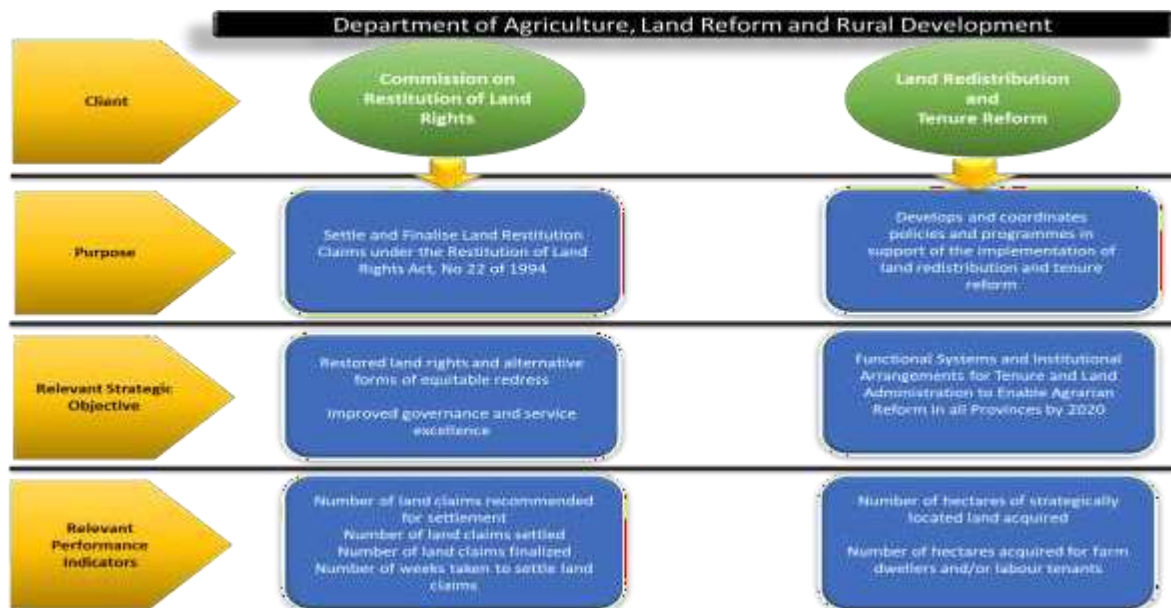 Department of Agriculture, Land Reform and Rural Development
Client
Commission on
Restitution of Land
Rights
Land Redistribution
and
Tenure Reform
Purpose
Settle and Finalise Land Restitution
Claims under the Restitution of Land
Rights Act, No 22 of 1994
Develops and coordinates
policies and programmes in
support of the implementation of
land redistribution and tenure
reform
Relevant Strategic
Objective
Restored land rights and alternative
forms of equitable redress
Improved governance and service
excellence
Functional Systems and Institutional
Arrangements for Tenure and Land
Administration to Enable Agrarian
Reform in all Provinces by 2020
Relevant
Performance
Indicators
Number of land claims recommended
for settlement
Number of land claims settled
Number of land claims finalized
Number of weeks taken to settle land
claims
Number of hectares of strategically
located land acquired
Number of hectares acquired for farm
dwellers and/or labour tenants